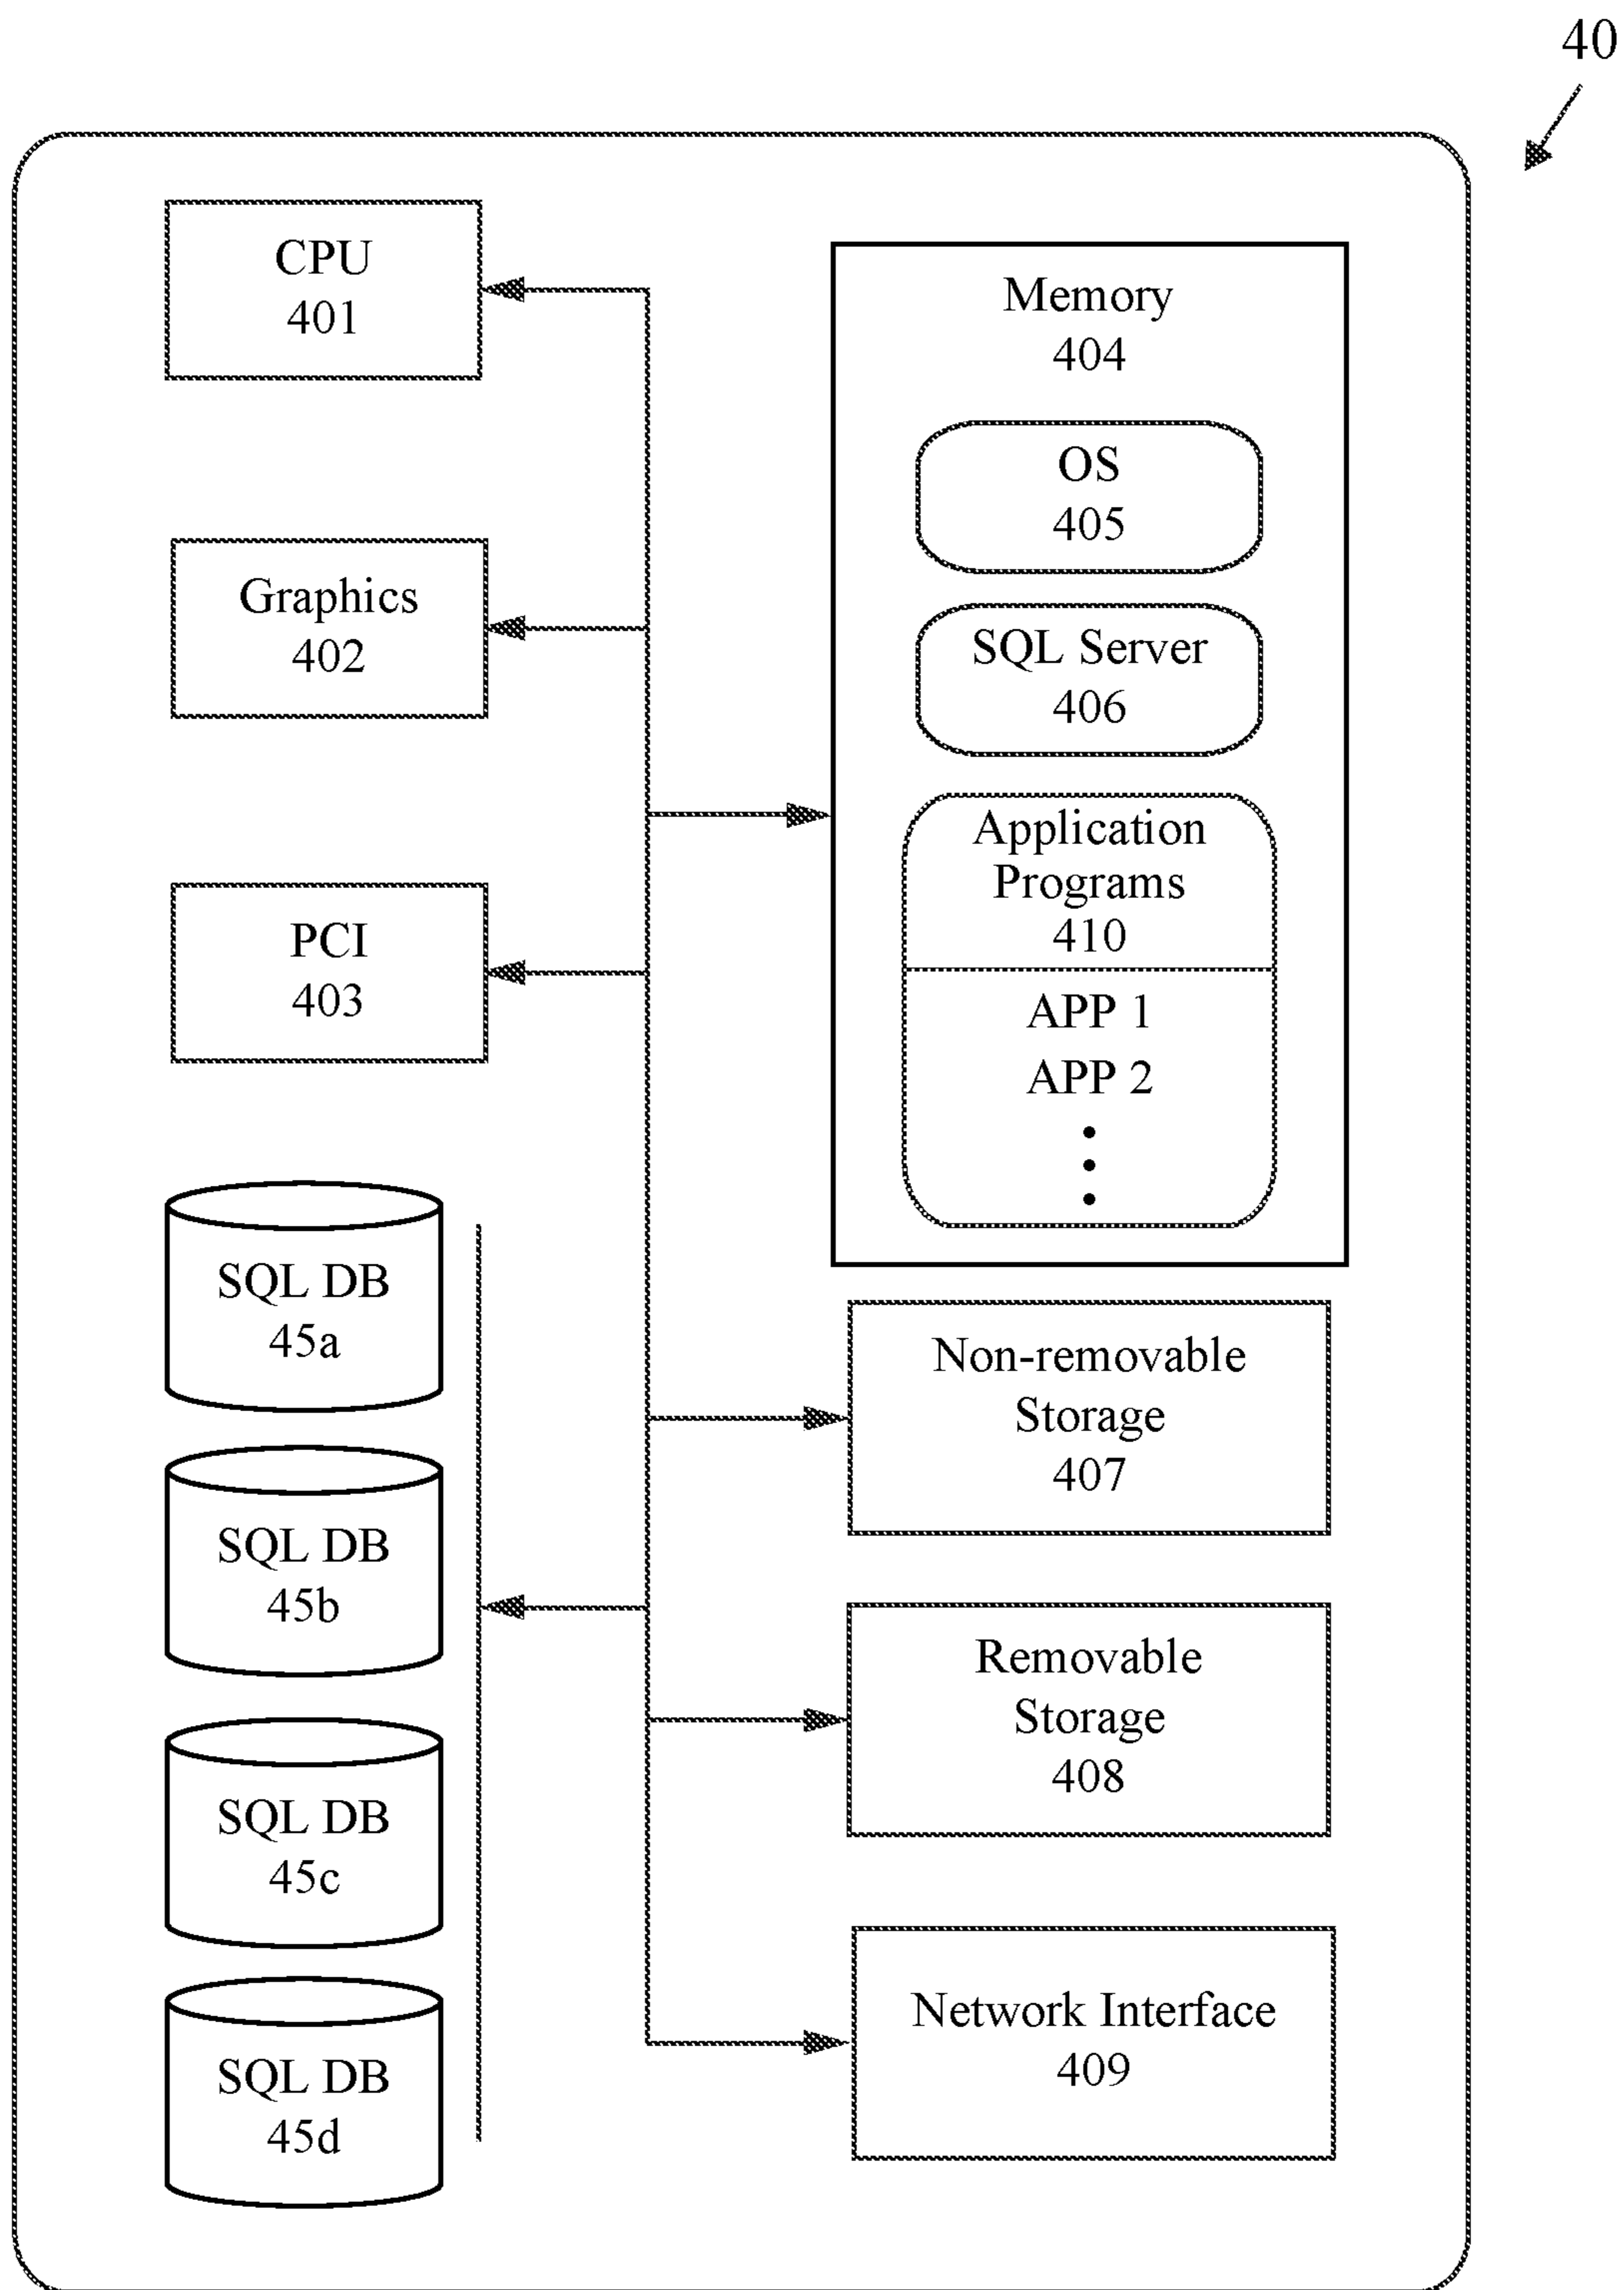 40
CPU
401
Graphics
402
PCI
403
SQL DB
45a
SQL DB
45b
SQL DB
45c
SQL DB
45d
Memory
404
OS
405
SQL Server
406
Application
Programs
410
APP 1
APP 2
Non-removable
Storage
407
Removable
Storage
408
Network Interface
409